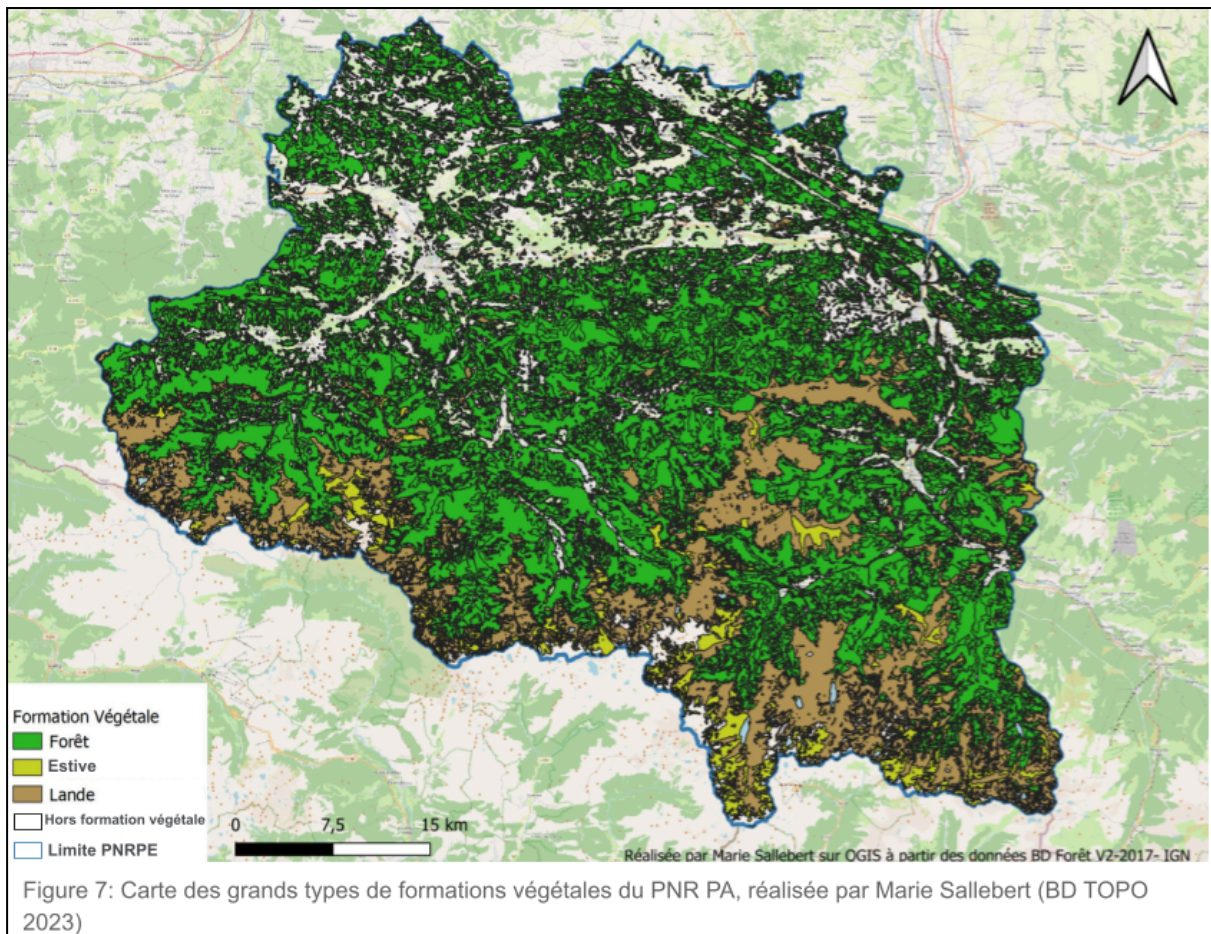 Formation Végétale
Forêt
Estive
Lande
Hors formation végétale
Limite PNRPE
0 7,5 15 km
Réalisée par Marie Sallebert sur QGIS à partir des données BD Forêt V2-2017- IGN
Figure 7: Carte des grands types de formations végétales du PNR PA, réalisée par Marie Sallebert (BD TOPO
2023)